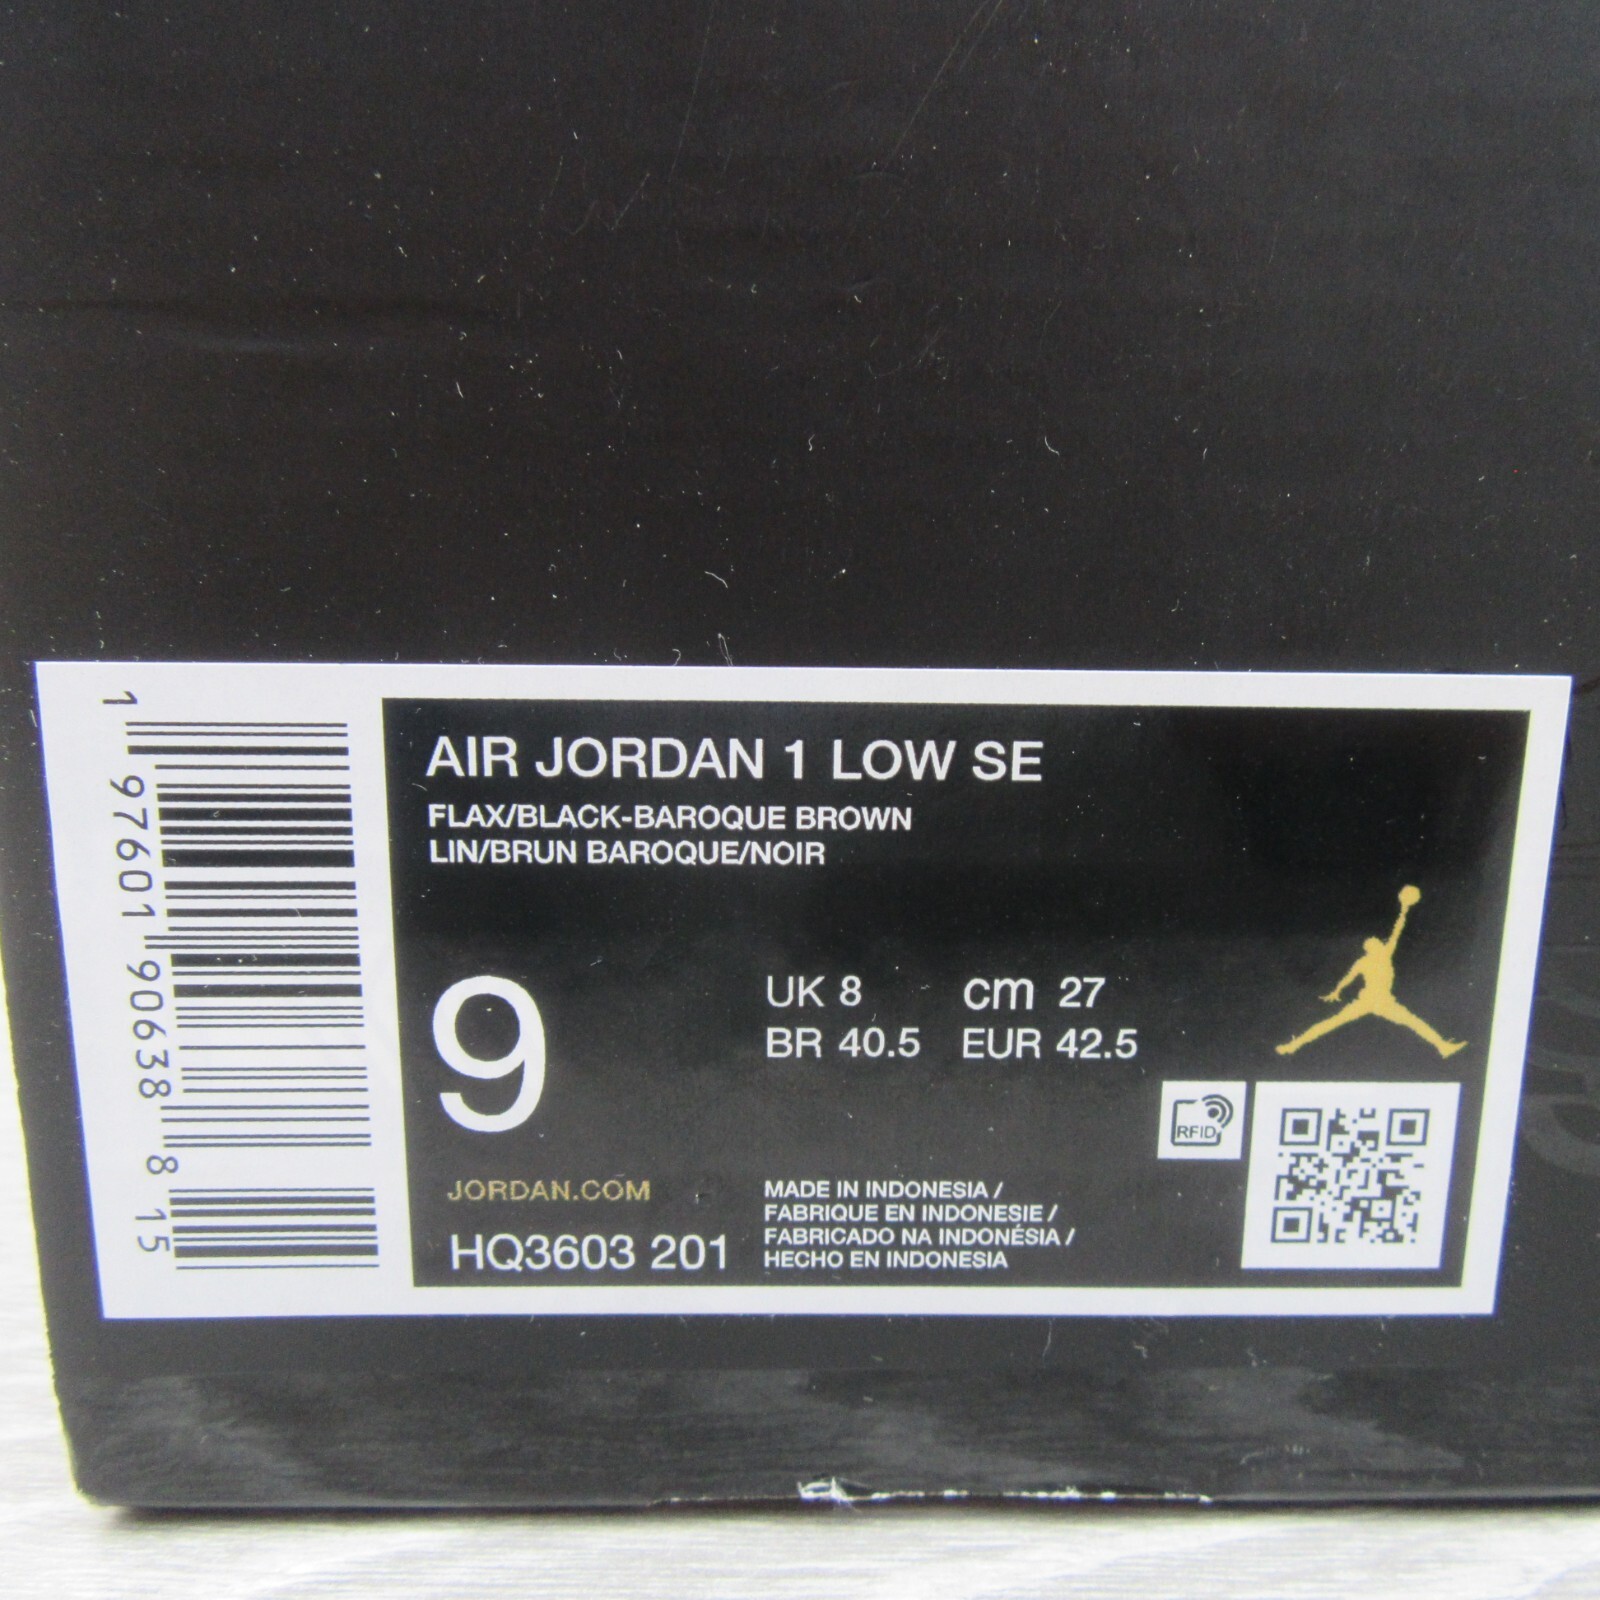 AIR JORDAN 1 LOW SE
FLAX/BLACK-BAROQUE BROWN
LIN/BRUN BAROQUE/NOIR
9
UK 8 cm 27
BR 40.5 EUR 42.5
RFID
JORDAN.COM
HQ3603 201
MADE IN INDONESIA /
FABRIQUE EN INDONESIE /
FABRICADO NA INDONÉSIA /
HECHO EN INDONESIA
1 97601 90638 8 15